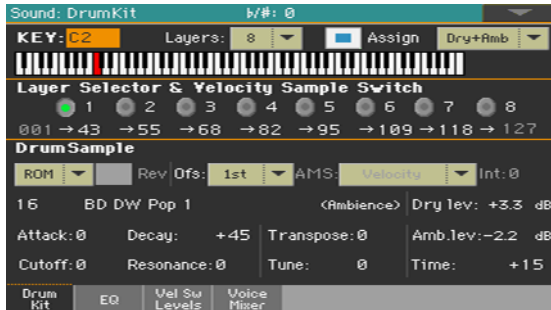 Sound: DrumKit ♭/#: 0
KEY: C2 Layers: 8 Assign Dry+Amb
Layer Selector & Velocity Sample Switch
1 2 3 4 5 6 7 8
001 →43 →55 →68 →82 →95 →109 →118 → 127
DrumSample
ROM Rev Ofs: 1st AMS: Velocity Int:0
16 BD DW Pop 1 (Ambience) Dry lev: +3.3 dB
Attack:0 Decay: +45 Transpose:0 Amb.lev:-2.2 dB
Cutoff:0 Resonance:0 Tune: 0 Time: +15
Drum Kit EQ Vel Sw Levels Voice Mixer